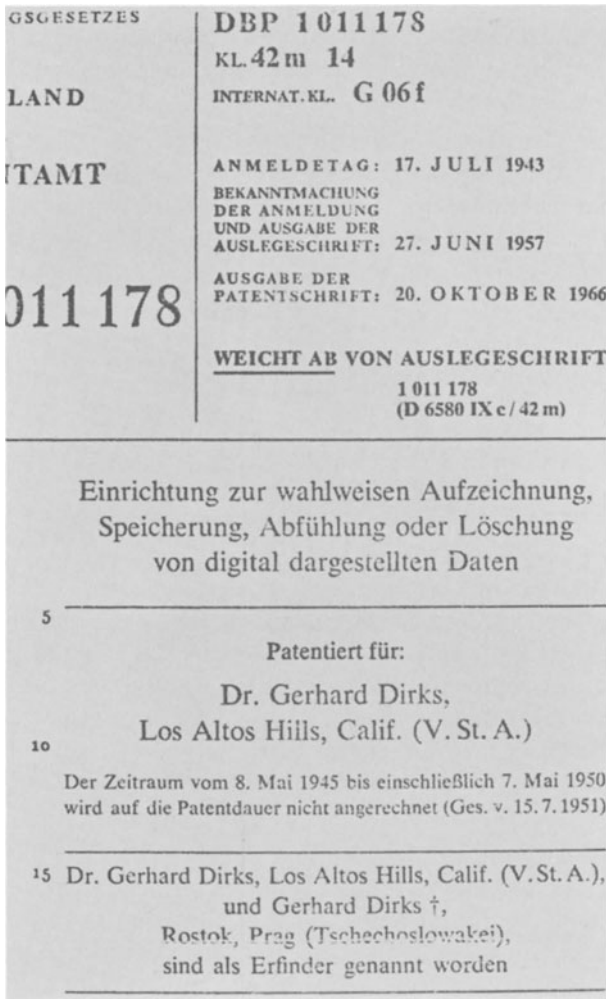 GSGESETZES
LAND
NTAMT
011 178
DBP 1011178
KL. 42 m 14
INTERNAT. KL. G 06 f
ANMELDETAG: 17. JULI 1943
BEKANNTMACHUNG
DER ANMELDUNG
UND AUSGABE DER
AUSLEGESCHRIFT: 27. JUNI 1957
AUSGABE DER
PATENTSCHRIFT: 20. OKTOBER 1966
WEICHT AB VON AUSLEGESCHRIFT
1 011 178
(D 6580 IX c / 42 m)
Einrichtung zur wahlweisen Aufzeichnung,
Speicherung, Abfühlung oder Löschung
von digital dargestellten Daten
5
Patentiert für:
Dr. Gerhard Dirks,
Los Altos Hills, Calif. (V. St. A.)
10
Der Zeitraum vom 8. Mai 1945 bis einschließlich 7. Mai 1950
wird auf die Patentdauer nicht angerechnet (Ges. v. 15. 7. 1951)
15 Dr. Gerhard Dirks, Los Altos Hills, Calif. (V. St. A.),
und Gerhard Dirks †,
Rostok, Prag (Tschechoslowakei),
sind als Erfinder genannt worden